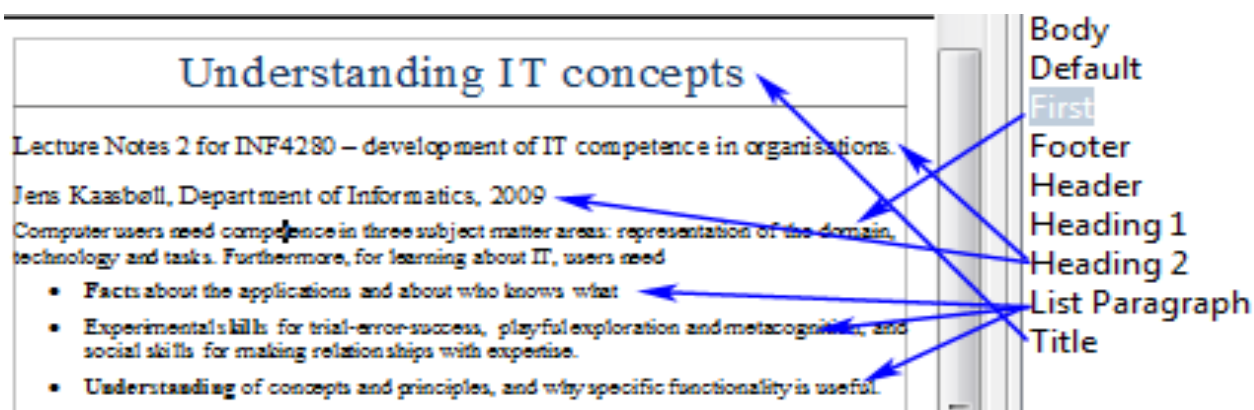 Understanding IT concepts
Lecture Notes 2 for INF4280 – development of IT competence in organisations.
Jens Kaasbøll, Department of Informatics, 2009
Computer users need competence in three subject matter areas: representation of the domain,
technology and tasks. Furthermore, for learning about IT, users need
• Facts about the applications and about who knows what
• Experimental skills for trial-error-success, playful exploration and metacognition, and
social skills for making relationships with expertise.
• Understanding of concepts and principles, and why specific functionality is useful.
Body
Default
First
Footer
Header
Heading 1
Heading 2
List Paragraph
Title